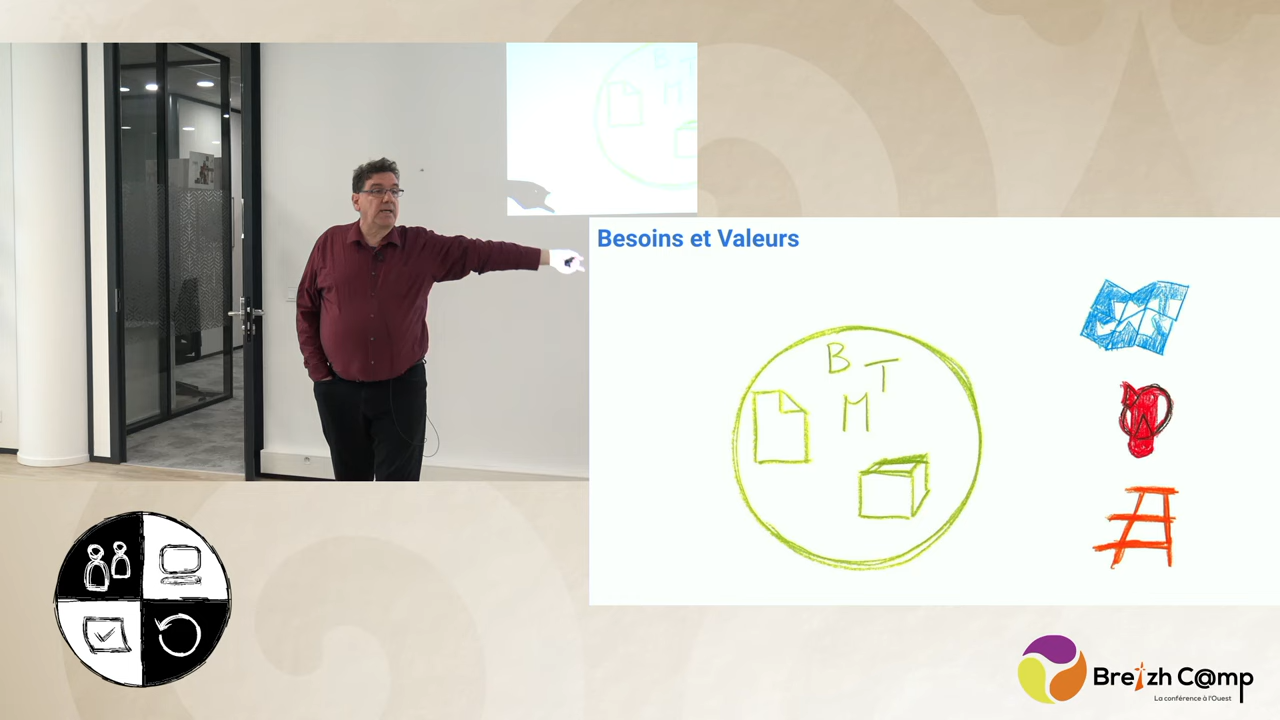 Besoins et Valeurs
B
T
M
Breizh C@mp
La conférence à l'Ouest